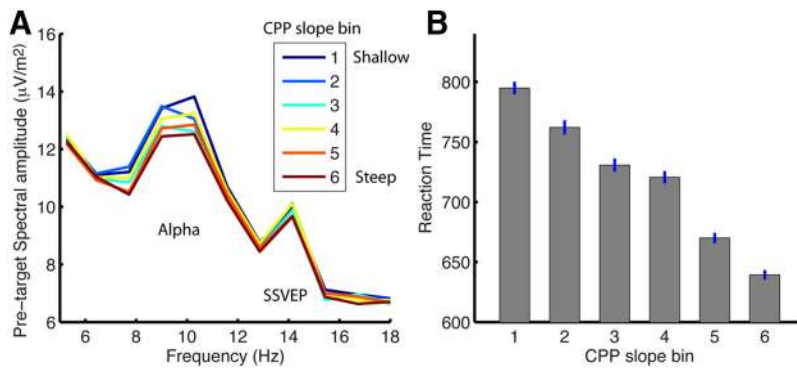 A
CPP slope bin
1 Shallow
2
3
4
5
6 Steep
Pre-target Spectral amplitude (µV/m2)
16
14
12
10
8
6
Alpha
SSVEP
6 8 10 12 14 16 18
Frequency (Hz)
B
Reaction Time
800
750
700
650
600
1 2 3 4 5 6
CPP slope bin